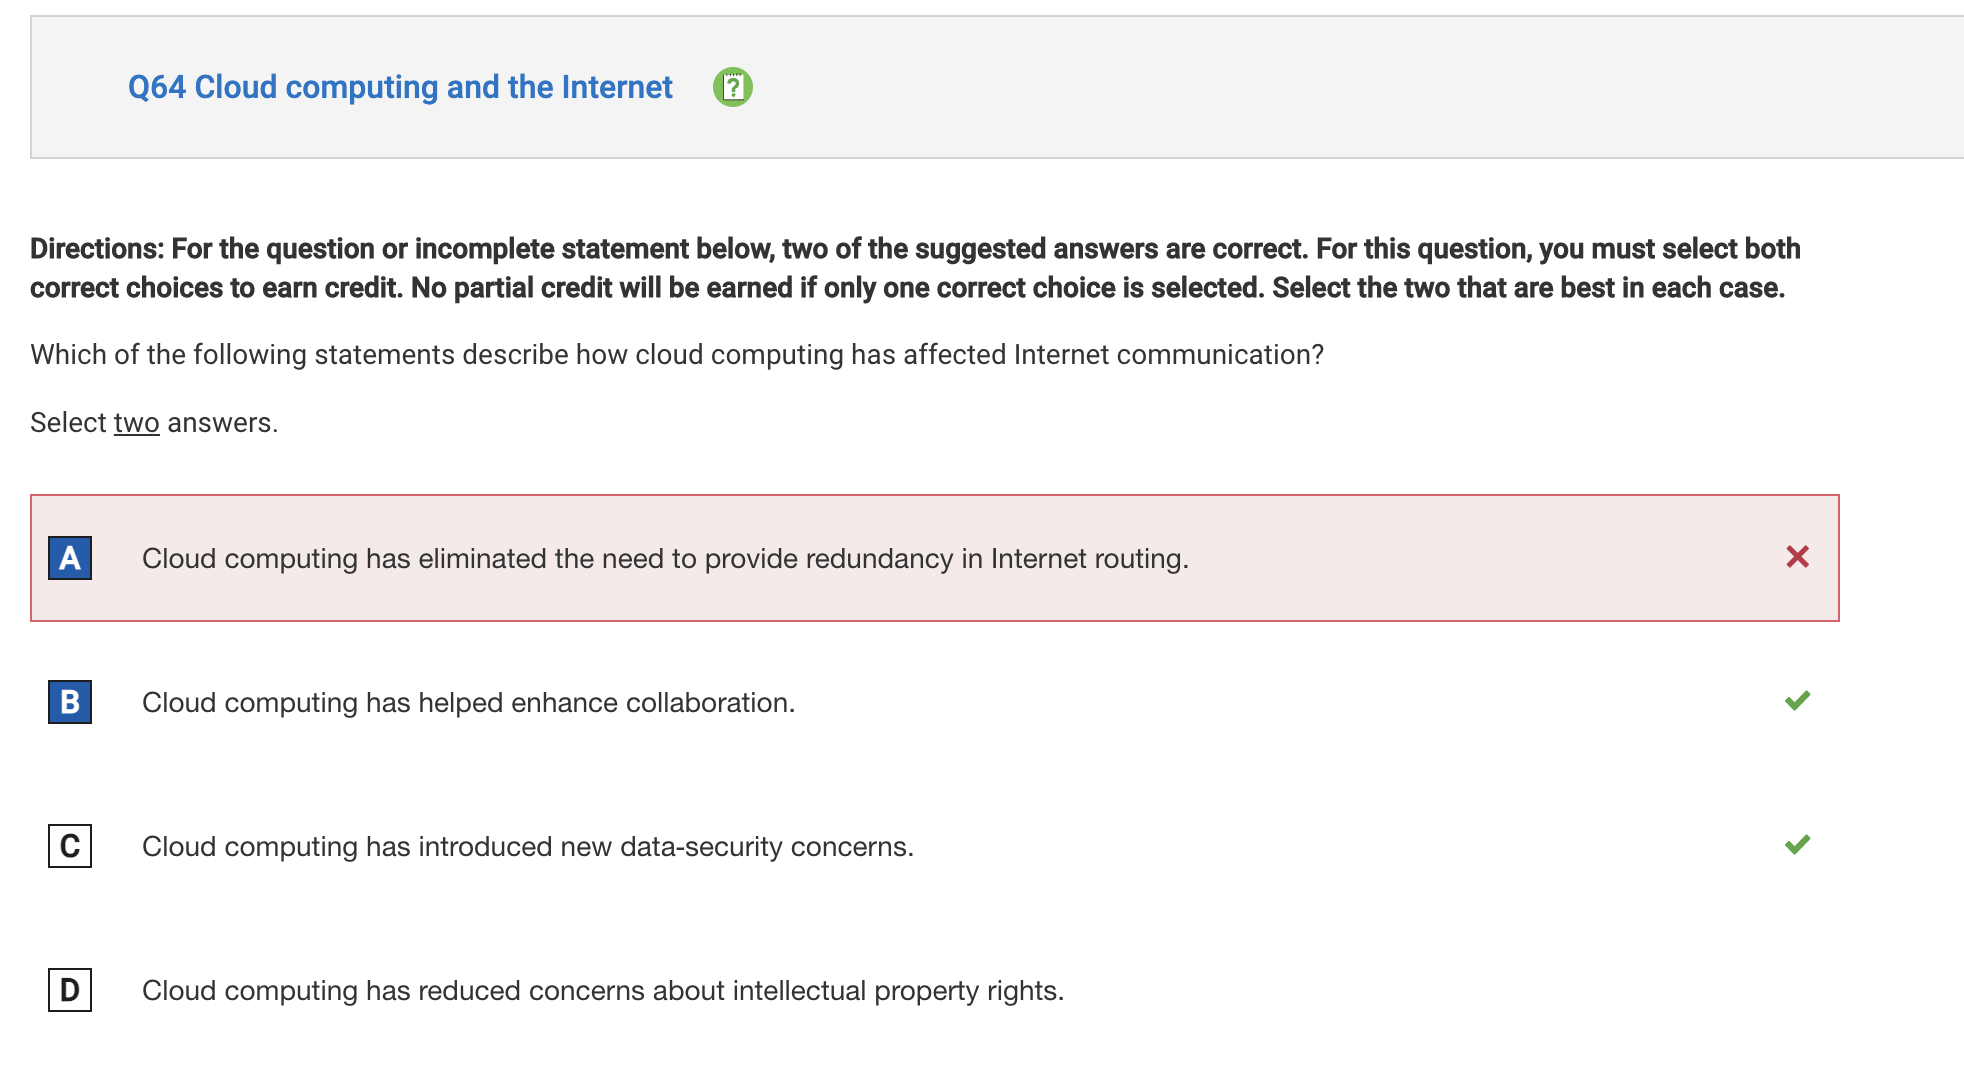 Q64 Cloud computing and the Internet ?
Directions: For the question or incomplete statement below, two of the suggested answers are correct. For this question, you must select both
correct choices to earn credit. No partial credit will be earned if only one correct choice is selected. Select the two that are best in each case.
Which of the following statements describe how cloud computing has affected Internet communication?
Select two answers.
A Cloud computing has eliminated the need to provide redundancy in Internet routing.
B Cloud computing has helped enhance collaboration.
C Cloud computing has introduced new data-security concerns.
D Cloud computing has reduced concerns about intellectual property rights.